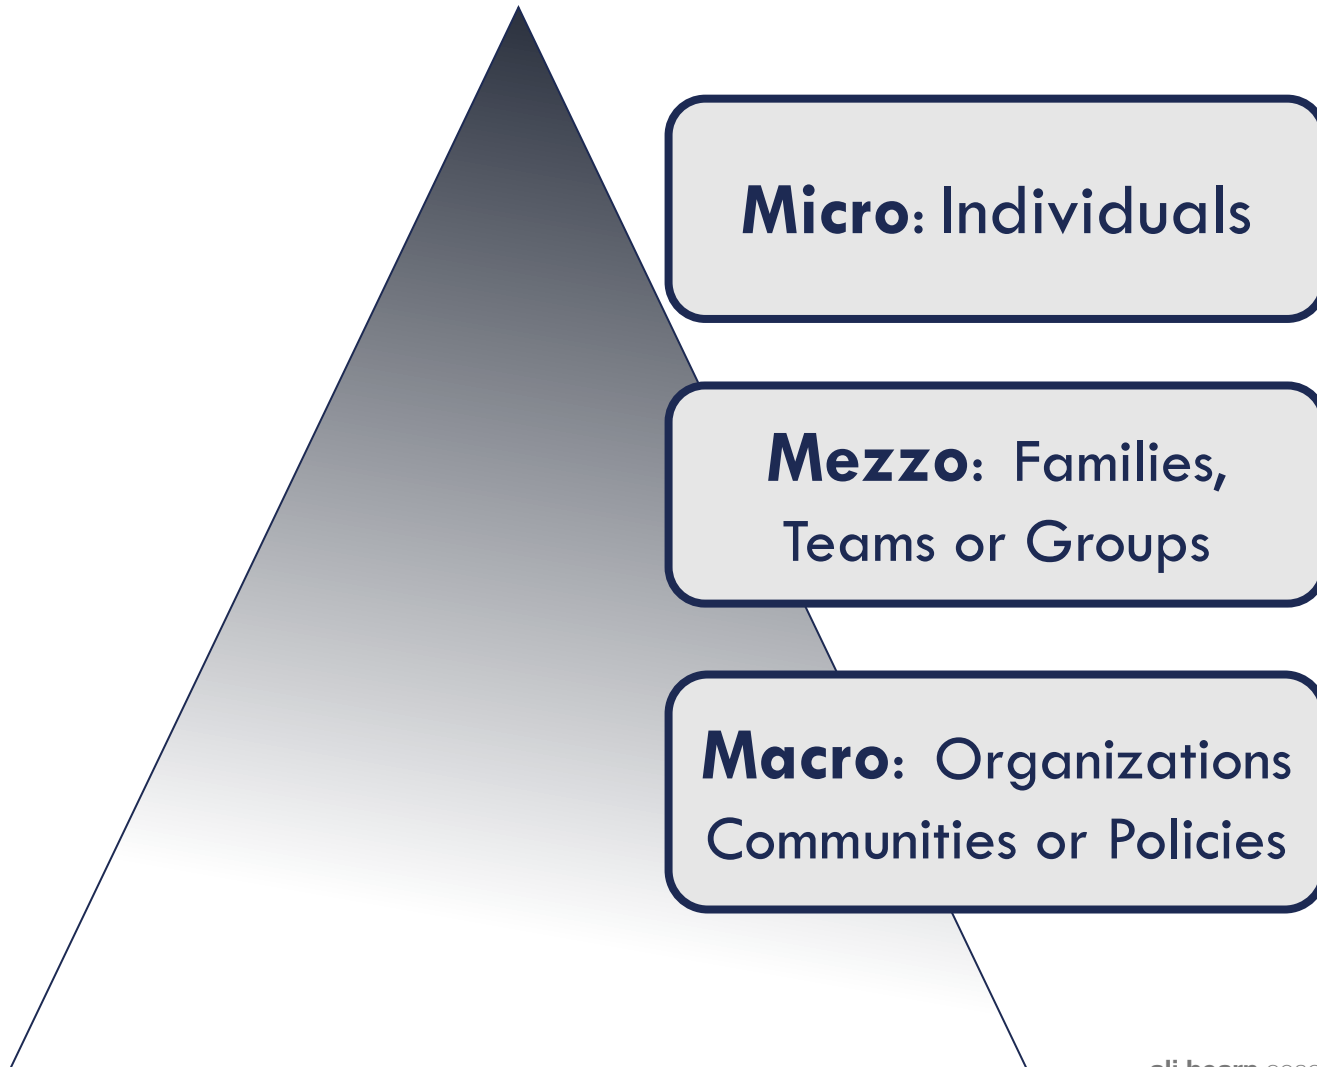 Micro: Individuals
Mezzo: Families,
Teams or Groups
Macro: Organizations
Communities or Policies